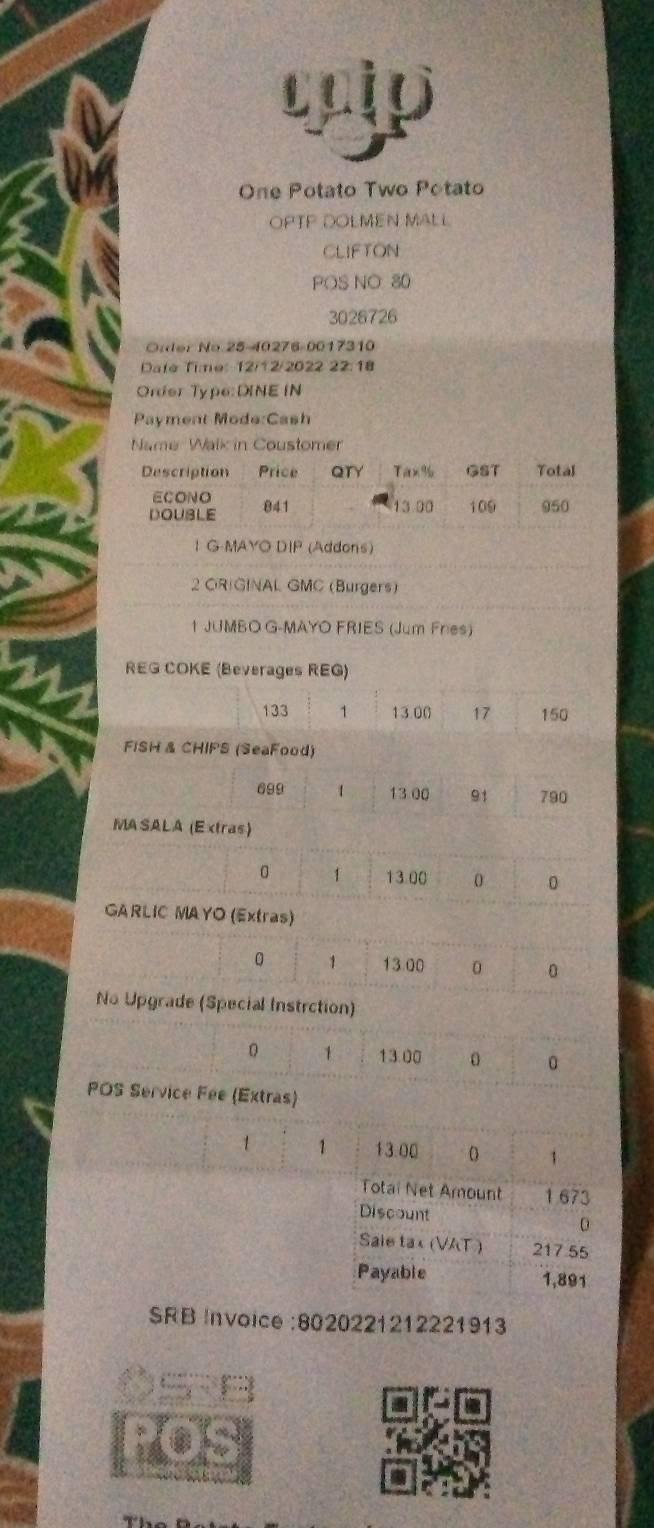 optp
One Potato Two Potato
OPTP DOLMEN MALL
CLIFTON
POS NO: 80
3026726
Order No:25-40276-0017310
Date Time: 12/12/2022 22:18
Order Type:DINE IN
Payment Mode:Cash
Name: Walk in Coustomer
Description Price QTY Tax% GST Total
ECONO DOUBLE 841 13.00 109 950
1 G-MAYO DIP (Addons)
2 ORIGINAL GMC (Burgers)
1 JUMBO G-MAYO FRIES (Jum Fries)
REG COKE (Beverages REG)
133 1 13.00 17 150
FISH & CHIPS (SeaFood)
699 1 13.00 91 790
MASALA (Extras)
0 1 13.00 0 0
GARLIC MAYO (Extras)
0 1 13.00 0 0
No Upgrade (Special Instrction)
0 1 13.00 0 0
POS Service Fee (Extras)
1 1 13.00 0 1
Total Net Amount 1,673
Discount 0
Sale tax (VAT) 217.55
Payable 1,891
SRB Invoice :8020221212221913
SRB
POS
The Potato